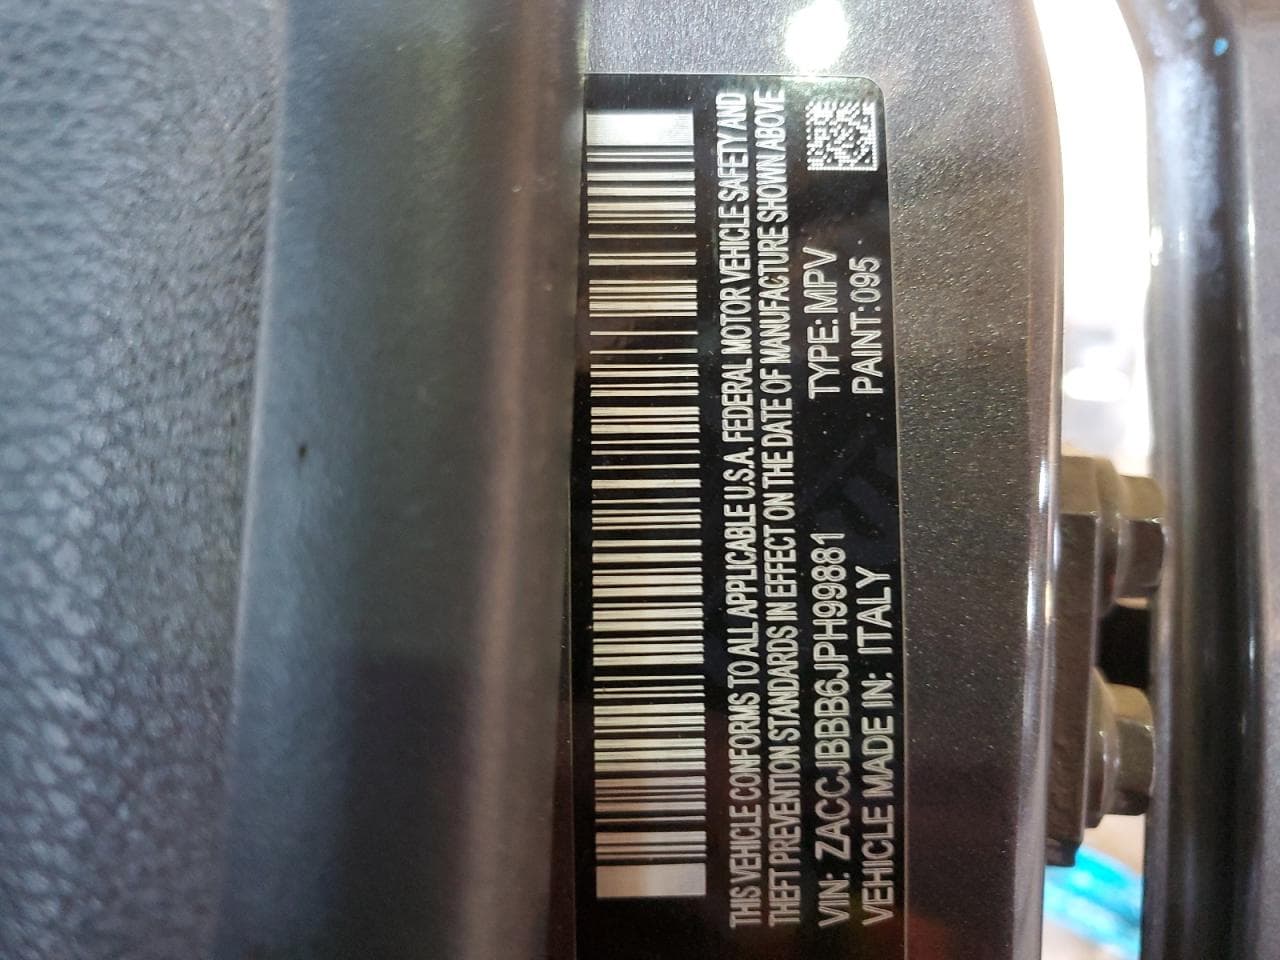 THIS VEHICLE CONFORMS TO ALL APPLICABLE U.S.A. FEDERAL MOTOR VEHICLE SAFETY AND
THEFT PREVENTION STANDARDS IN EFFECT ON THE DATE OF MANUFACTURE SHOWN ABOVE
VIN: ZACCJBBB6JPH99881 TYPE: MPV
VEHICLE MADE IN: ITALY PAINT: 095